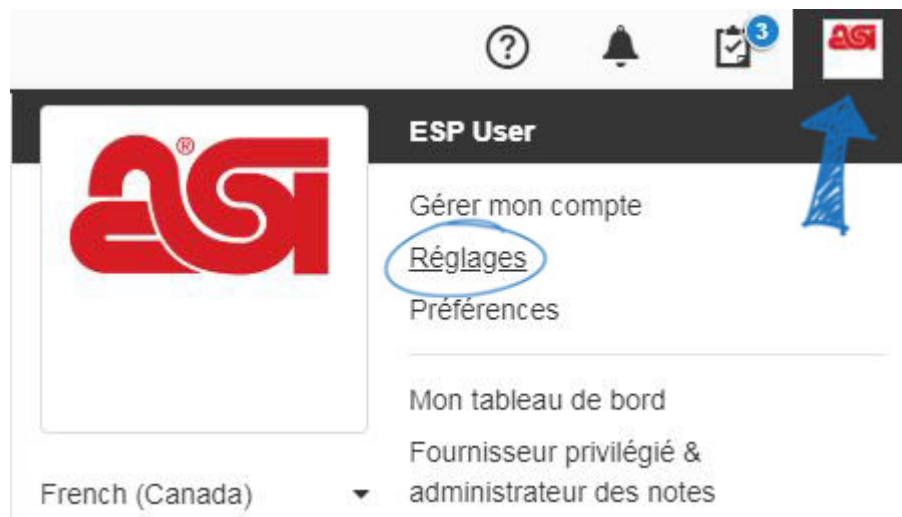 3
asi
ESP User
asi®
Gérer mon compte
Réglages
Préférences
Mon tableau de bord
Fournisseur privilégié &
administrateur des notes
French (Canada)